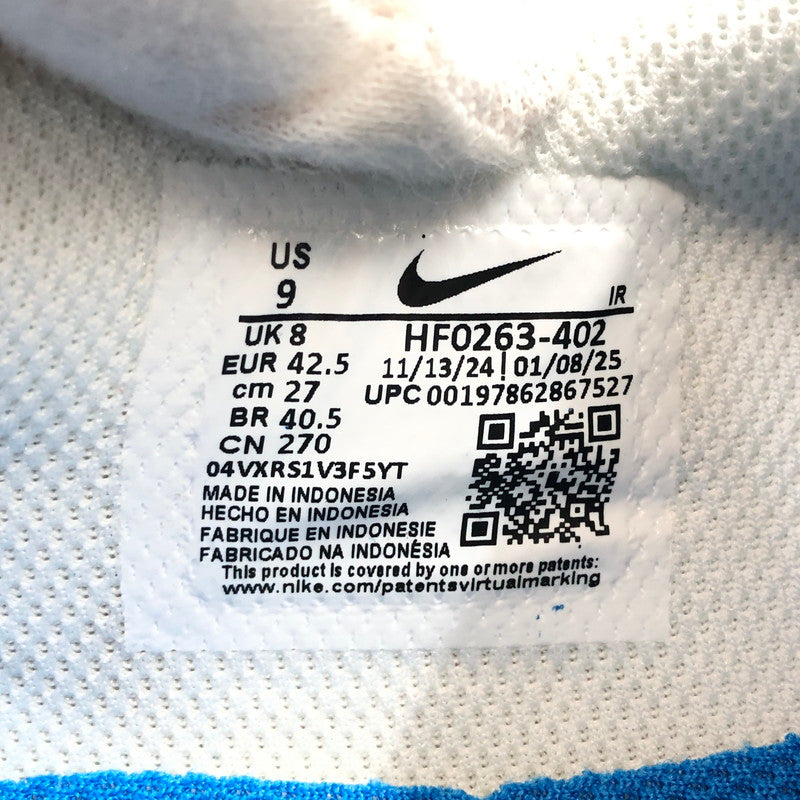 US
9
IR
UK 8
EUR 42.5
cm 27
BR 40.5
CN 270
HF0263-402
11/13/24 | 01/08/25
UPC 00197862867527
04VXRS1V3F5YT
MADE IN INDONESIA
HECHO EN INDONESIA
FABRIQUE EN INDONESIE
FABRICADO NA INDONÉSIA
This product is covered by one or more patents:
www.nike.com/patentsvirtualmarking